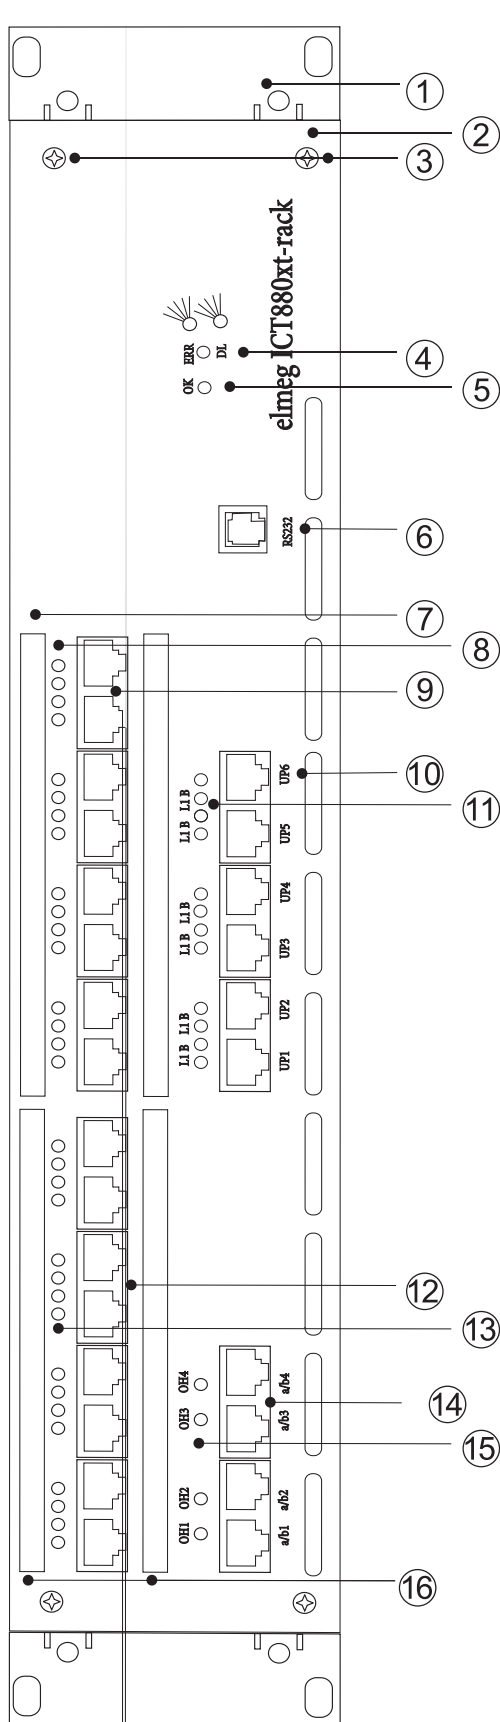 1
2
3
elmeg ICT880xt-rack
ERR DL
4
OK
5
RS232
6
7
8
9
UP6
10
L1 B
11
L1 B
UP5
UP4
L1 B
L1 B
UP3
UP2
L1 B
L1 B
UP1
12
13
OH4
a/b4
14
OH3
a/b3
15
OH2
a/b2
OH1
a/b1
16